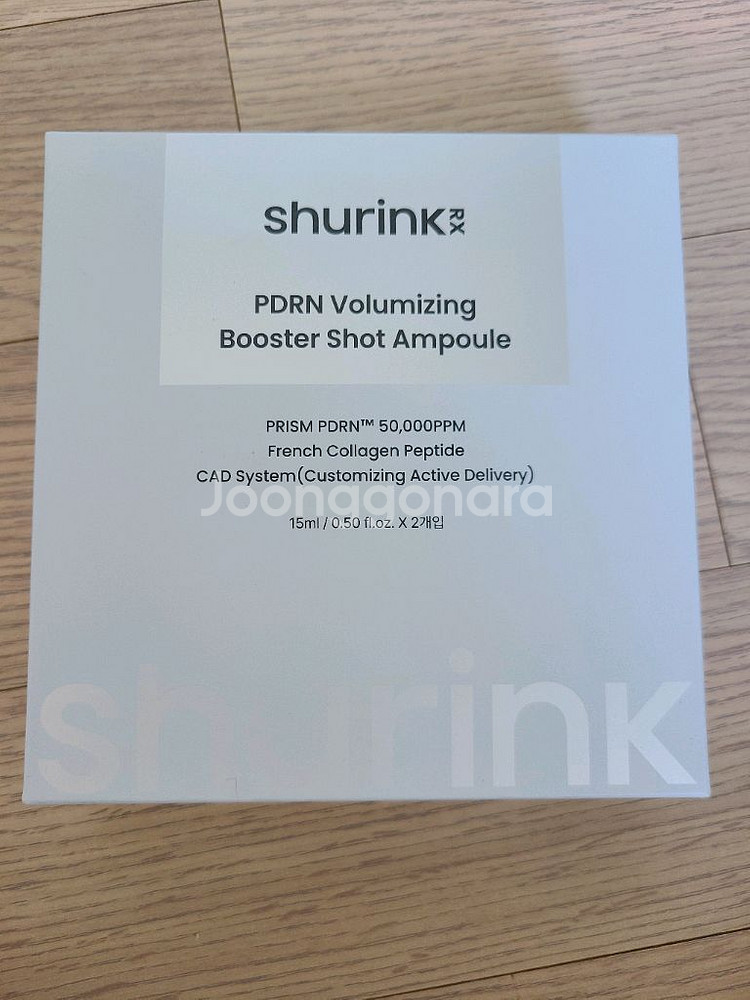 shurink RX
PDRN Volumizing
Booster Shot Ampoule
PRISM PDRN™ 50,000PPM
French Collagen Peptide
CAD System(Customizing Active Delivery)
Joonggonara
15ml / 0.50 fl.oz. X 2개입
shurink